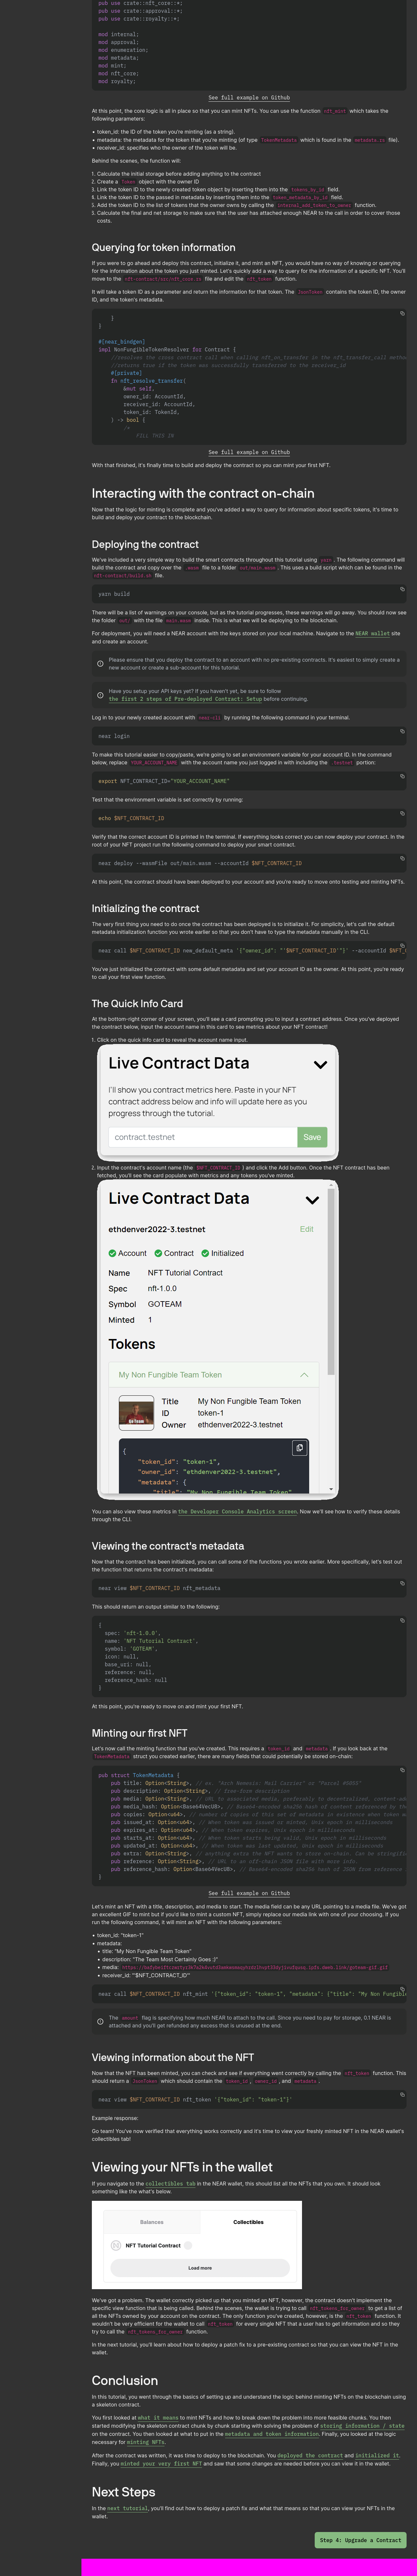 pub use crate::nft_core::*;
pub use crate::approval::*;
pub use crate::royalty::*;
mod internal;
mod approval;
mod enumeration;
mod metadata;
mod mint;
mod nft_core;
mod royalty;
See full example on Github
At this point, the core logic is all in place so that you can mint NFTs. You can use the function nft_mint which takes the
following parameters:
• token_id: the ID of the token you're minting (as a string).
• metadata: the metadata for the token that you're minting (of type TokenMetadata which is found in the metadata.rs file).
• receiver_id: specifies who the owner of the token will be.
Behind the scenes, the function will:
1. Calculate the initial storage before adding anything to the contract
2. Create a Token object with the owner ID
3. Link the token ID to the newly created token object by inserting them into the tokens_by_id field.
4. Link the token ID to the passed in metadata by inserting them into the token_metadata_by_id field.
5. Add the token ID to the list of tokens that the owner owns by calling the internal_add_token_to_owner function.
6. Calculate the final and net storage to make sure that the user has attached enough NEAR to the call in order to cover those
costs.
Querying for token information
If you were to go ahead and deploy this contract, initialize it, and mint an NFT, you would have no way of knowing or querying
for the information about the token you just minted. Let's quickly add a way to query for the information of a specific NFT. You'll
move to the nft-contract/src/nft_core.rs file and edit the nft_token function.
It will take a token ID as a parameter and return the information for that token. The JsonToken contains the token ID, the owner
ID, and the token's metadata.
}
}
#[near_bindgen]
impl NonFungibleTokenResolver for Contract {
//resolves the cross contract call when calling nft_on_transfer in the nft_transfer_call method
//returns true if the token was successfully transferred to the receiver_id
#[private]
fn nft_resolve_transfer(
&mut self,
owner_id: AccountId,
receiver_id: AccountId,
token_id: TokenId,
) -> bool {
/*
FILL THIS IN
See full example on Github
With that finished, it's finally time to build and deploy the contract so you can mint your first NFT.
Interacting with the contract on-chain
Now that the logic for minting is complete and you've added a way to query for information about specific tokens, it's time to
build and deploy your contract to the blockchain.
Deploying the contract
We've included a very simple way to build the smart contracts throughout this tutorial using yarn. The following command will
build the contract and copy over the .wasm file to a folder out/main.wasm. This uses a build script which can be found in the
nft-contract/build.sh file.
yarn build
There will be a list of warnings on your console, but as the tutorial progresses, these warnings will go away. You should now see
the folder out/ with the file main.wasm inside. This is what we will be deploying to the blockchain.
For deployment, you will need a NEAR account with the keys stored on your local machine. Navigate to the NEAR wallet site
and create an account.
Please ensure that you deploy the contract to an account with no pre-existing contracts. It's easiest to simply create a
new account or create a sub-account for this tutorial.
Have you setup your API keys yet? If you haven't yet, be sure to follow
the first 2 steps of Pre-deployed Contract: Setup before continuing.
Log in to your newly created account with near-cli by running the following command in your terminal.
near login
To make this tutorial easier to copy/paste, we're going to set an environment variable for your account ID. In the command
below, replace YOUR_ACCOUNT_NAME with the account name you just logged in with including the .testnet portion:
export NFT_CONTRACT_ID="YOUR_ACCOUNT_NAME"
Test that the environment variable is set correctly by running:
echo $NFT_CONTRACT_ID
Verify that the correct account ID is printed in the terminal. If everything looks correct you can now deploy your contract. In the
root of your NFT project run the following command to deploy your smart contract.
near deploy --wasmFile out/main.wasm --accountId $NFT_CONTRACT_ID
At this point, the contract should have been deployed to your account and you're ready to move onto testing and minting NFTs.
Initializing the contract
The very first thing you need to do once the contract has been deployed is to initialize it. For simplicity, let's call the default
metadata initialization function you wrote earlier so that you don't have to type the metadata manually in the CLI.
near call $NFT_CONTRACT_ID new_default_meta '{"owner_id": "'$NFT_CONTRACT_ID'"}' --accountId $NFT_C
You've just initialized the contract with some default metadata and set your account ID as the owner. At this point, you're ready
to call your first view function.
The Quick Info Card
At the bottom-right corner of your screen, you'll see a card prompting you to input a contract address. Once you've deployed
the contract below, input the account name in this card to see metrics about your NFT contract!
1. Click on the quick info card to reveal the account name input.
Live Contract Data
I'll show you contract metrics here. Paste in your NFT
contract address below and info will update here as you
progress through the tutorial.
contract.testnet
Save
2. Input the contract's account name (the $NFT_CONTRACT_ID) and click the Add button. Once the NFT contract has been
fetched, you'll see the card populate with metrics and any tokens you've minted.
Live Contract Data
ethdenver2022-3.testnet Edit
Account Contract Initialized
Name NFT Tutorial Contract
Spec nft-1.0.0
Symbol GOTEAM
Minted 1
Tokens
My Non Fungible Team Token
Title My Non Fungible Team Token
ID token-1
Owner ethdenver2022-3.testnet
{
"token_id": "token-1",
"owner_id": "ethdenver2022-3.testnet",
"metadata": {
"title": "My Non Fungible Team Token"
You can also view these metrics in the Developer Console Analytics screen. Now we'll see how to verify these details
through the CLI.
Viewing the contract's metadata
Now that the contract has been initialized, you can call some of the functions you wrote earlier. More specifically, let's test out
the function that returns the contract's metadata:
near view $NFT_CONTRACT_ID nft_metadata
This should return an output similar to the following:
{
spec: 'nft-1.0.0',
name: 'NFT Tutorial Contract',
symbol: 'GOTEAM',
icon: null,
base_uri: null,
reference: null,
reference_hash: null
}
At this point, you're ready to move on and mint your first NFT.
Minting our first NFT
Let's now call the minting function that you've created. This requires a token_id and metadata. If you look back at the
TokenMetadata struct you created earlier, there are many fields that could potentially be stored on-chain:
pub struct TokenMetadata {
pub title: Option<String>, // ex. "Arch Nemesis: Mail Carrier" or "Parcel #5055"
pub description: Option<String>, // free-form description
pub media: Option<String>, // URL to associated media, preferably to decentralized, content-add
pub media_hash: Option<Base64VecU8>, // Base64-encoded sha256 hash of content referenced by the
pub copies: Option<u64>, // number of copies of this set of metadata in existence when token wa
pub issued_at: Option<u64>, // When token was issued or minted, Unix epoch in milliseconds
pub expires_at: Option<u64>, // When token expires, Unix epoch in milliseconds
pub starts_at: Option<u64>, // When token starts being valid, Unix epoch in milliseconds
pub updated_at: Option<u64>, // When token was last updated, Unix epoch in milliseconds
pub extra: Option<String>, // anything extra the NFT wants to store on-chain. Can be stringifi
pub reference: Option<String>, // URL to an off-chain JSON file with more info.
pub reference_hash: Option<Base64VecU8>, // Base64-encoded sha256 hash of JSON from reference
}
See full example on Github
Let's mint an NFT with a title, description, and media to start. The media field can be any URL pointing to a media file. We've got
an excellent GIF to mint but if you'd like to mint a custom NFT, simply replace our media link with one of your choosing. If you
run the following command, it will mint an NFT with the following parameters:
• token_id: "token-1"
• metadata:
• title: "My Non Fungible Team Token"
• description: "The Team Most Certainly Goes :)"
• media:
• receiver_id: "'$NFT_CONTRACT_ID'"
near call $NFT_CONTRACT_ID nft_mint '{"token_id": "token-1", "metadata": {"title": "My Non Fungible
The amount flag is specifying how much NEAR to attach to the call. Since you need to pay for storage, 0.1 NEAR is
attached and you'll get refunded any excess that is unused at the end.
Viewing information about the NFT
Now that the NFT has been minted, you can check and see if everything went correctly by calling the nft_token function. This
should return a JsonToken which should contain the token_id, owner_id, and metadata.
near view $NFT_CONTRACT_ID nft_token '{"token_id": "token-1"}'
Example response:
Go team! You've now verified that everything works correctly and it's time to view your freshly minted NFT in the NEAR wallet's
collectibles tab!
Viewing your NFTs in the wallet
If you navigate to the collectibles tab in the NEAR wallet, this should list all the NFTs that you own. It should look
something like the what's below.
Balances Collectibles
NFT Tutorial Contract
Load more
We've got a problem. The wallet correctly picked up that you minted an NFT, however, the contract doesn't implement the
specific view function that is being called. Behind the scenes, the wallet is trying to call nft_tokens_for_owner to get a list of
all the NFTs owned by your account on the contract. The only function you've created, however, is the nft_token function. It
wouldn't be very efficient for the wallet to call nft_token for every single NFT that a user has to get information and so they
try to call the nft_tokens_for_owner function.
In the next tutorial, you'll learn about how to deploy a patch fix to a pre-existing contract so that you can view the NFT in the
wallet.
Conclusion
In this tutorial, you went through the basics of setting up and understand the logic behind minting NFTs on the blockchain using
a skeleton contract.
You first looked at what it means to mint NFTs and how to break down the problem into more feasible chunks. You then
started modifying the skeleton contract chunk by chunk starting with solving the problem of storing information / state
on the contract. You then looked at what to put in the metadata and token information. Finally, you looked at the logic
necessary for minting NFTs.
After the contract was written, it was time to deploy to the blockchain. You deployed the contract and initialized it.
Finally, you minted your very first NFT and saw that some changes are needed before you can view it in the wallet.
Next Steps
In the next tutorial, you'll find out how to deploy a patch fix and what that means so that you can view your NFTs in the
wallet.
Step 4: Upgrade a Contract